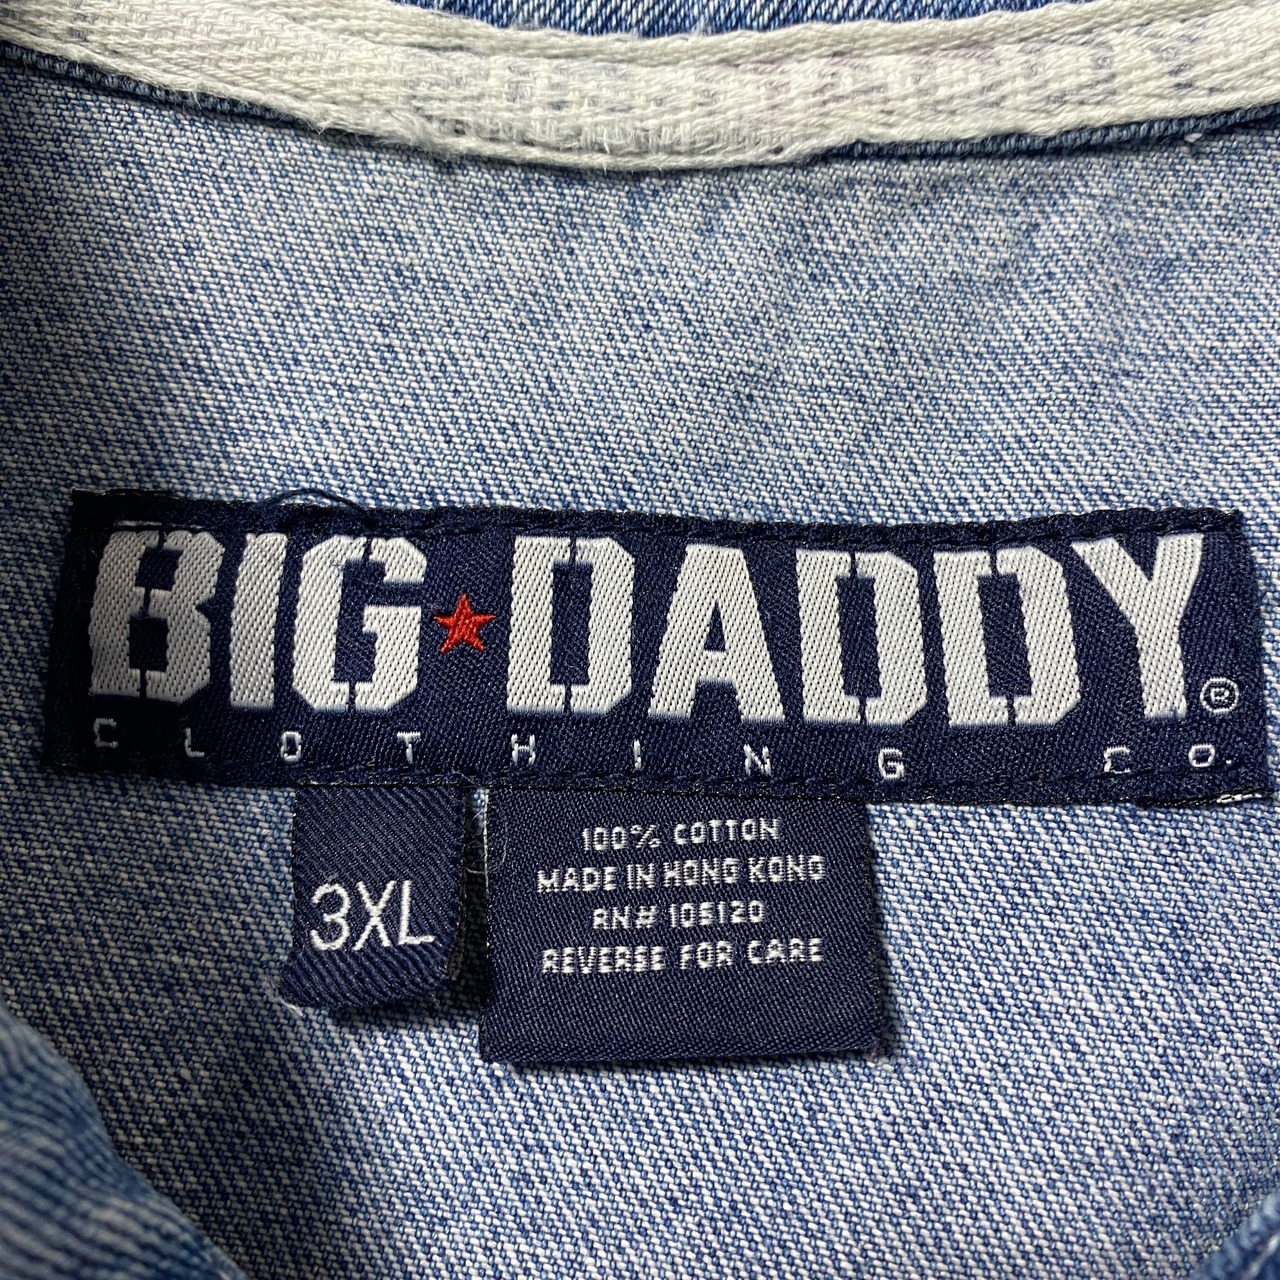 BIG★DADDY®
CLOTHING CO.
3XL
100% COTTON
MADE IN HONG KONG
RN# 105120
REVERSE FOR CARE